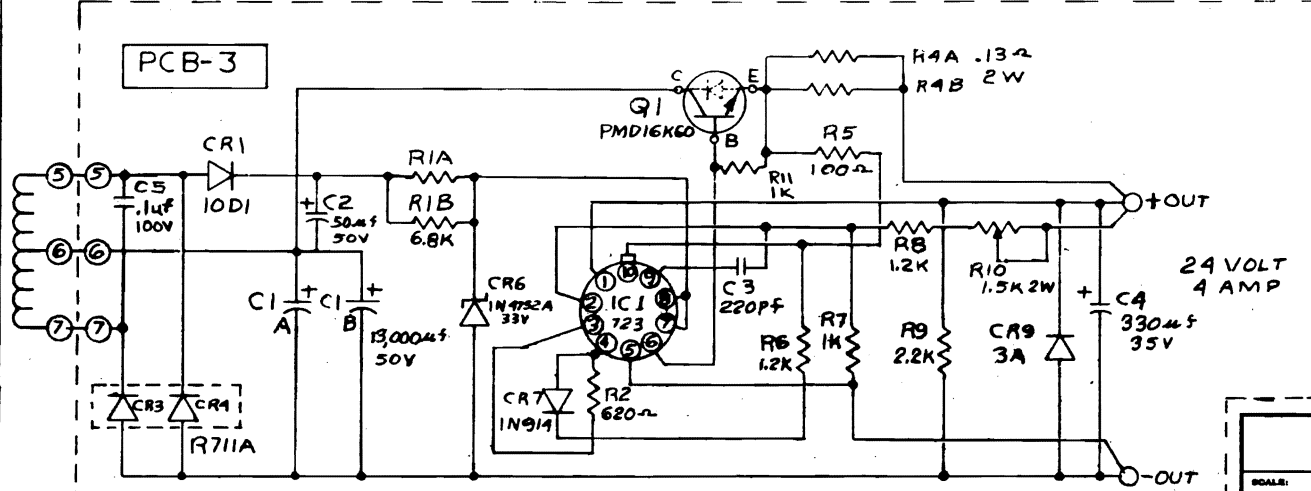 PCB-3
R4A .13Ω
2W
R4B
C
E
Q1
PMD16K60
B
R5
100Ω
R11
1K
CR1
10D1
5 5
C5
.1µf
100V
+
C2
50µf
50V
R1A
R1B
6.8K
6 6
7 7
C1
A
+
C1
B
+
13,000µf
50V
CR6
1N4752A
33V
1 2 3 4 5 6 7 8 9 10
IC1
723
C3
220pf
R8
1.2K
R10
1.5K 2W
+OUT
24 VOLT
4 AMP
R6
1.2K
R7
1K
R9
2.2K
CR9
3A
+
C4
330µf
35V
CR3
CR4
R711A
CR7
1N914
R2
620Ω
-OUT
SCALE: